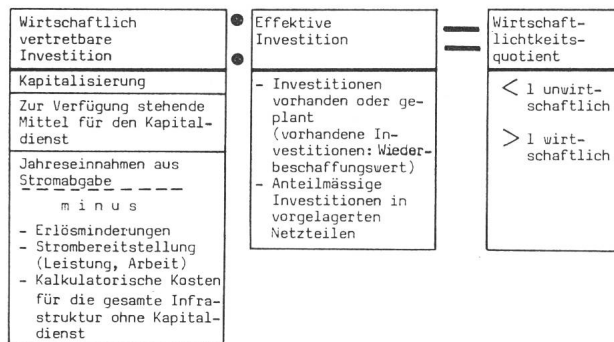 Wirtschaftlich
vertretbare
Investition
Kapitalisierung
Zur Verfügung stehende
Mittel für den Kapital-
dienst
Jahreseinnahmen aus
Stromabgabe
m i n u s
- Erlösminderungen
- Strombereitstellung
(Leistung, Arbeit)
- Kalkulatorische Kosten
für die gesamte Infra-
struktur ohne Kapital-
dienst
:
Effektive
Investition
- Investitionen
vorhanden oder ge-
plant
(vorhandene In-
vestitionen: Wieder-
beschaffungswert)
- Anteilmässige
Investitionen in
vorgelagerten
Netzteilen
=
Wirtschaft-
lichtkeits-
quotient
< 1 unwirt-
schaftlich
> 1 wirt-
schaftlich